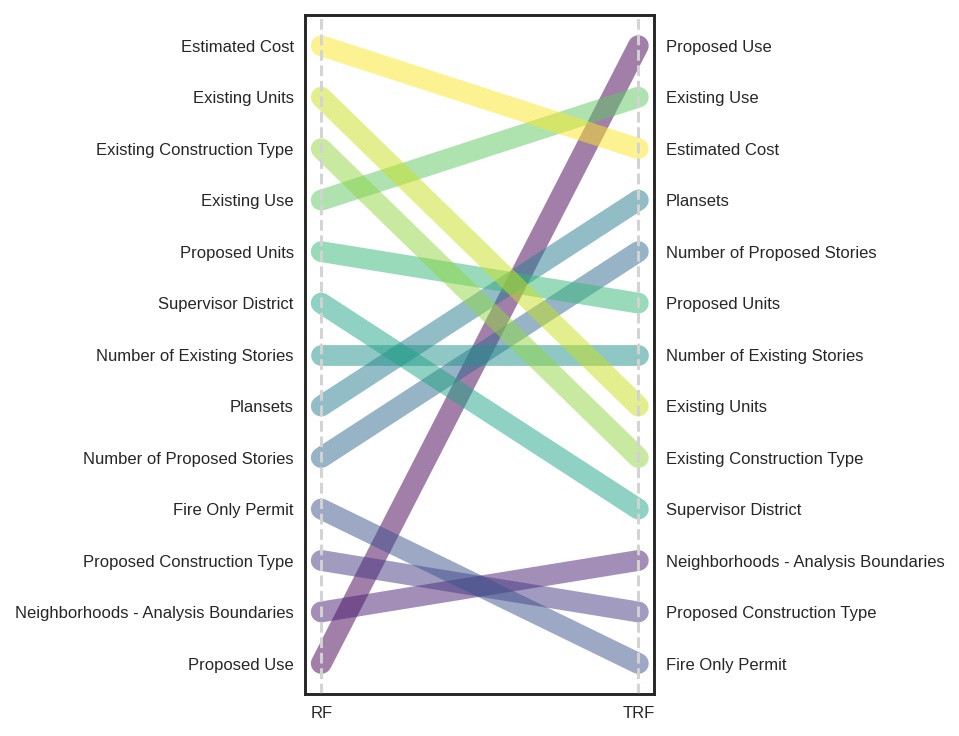 Estimated Cost
Existing Units
Existing Construction Type
Existing Use
Proposed Units
Supervisor District
Number of Existing Stories
Plansets
Number of Proposed Stories
Fire Only Permit
Proposed Construction Type
Neighborhoods - Analysis Boundaries
Proposed Use
Proposed Use
Existing Use
Estimated Cost
Plansets
Number of Proposed Stories
Proposed Units
Number of Existing Stories
Existing Units
Existing Construction Type
Supervisor District
Neighborhoods - Analysis Boundaries
Proposed Construction Type
Fire Only Permit
RF
TRF